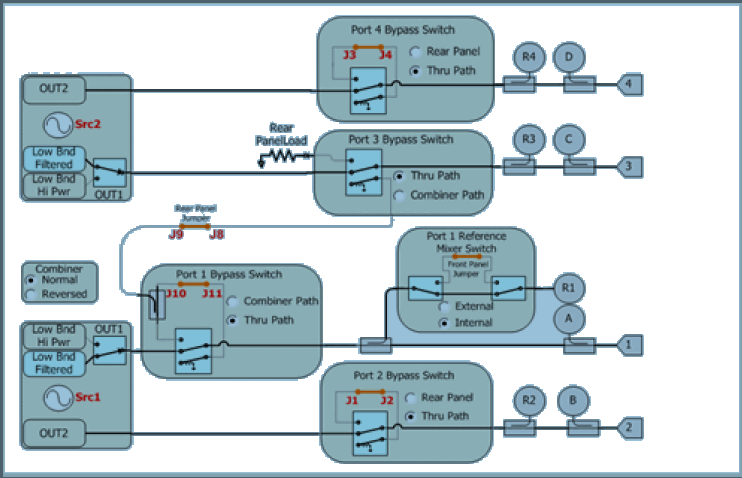 Port 4 Bypass Switch
J3 J4
Rear Panel
Thru Path
R4
D
4
OUT2
Src2
Low Bnd
Filtered
Low Bnd
Hi Pwr
OUT1
Rear
PanelLoad
Port 3 Bypass Switch
Thru Path
Combiner Path
R3
C
3
Rear Panel
Jumper
J9 J8
Port 1 Reference
Mixer Switch
Front Panel
Jumper
External
Internal
R1
A
1
Combiner
Normal
Reversed
Port 1 Bypass Switch
J10 J11
Combiner Path
Thru Path
Low Bnd
Hi Pwr
OUT1
Low Bnd
Filtered
Src1
OUT2
Port 2 Bypass Switch
J1 J2
Rear Panel
Thru Path
R2
B
2